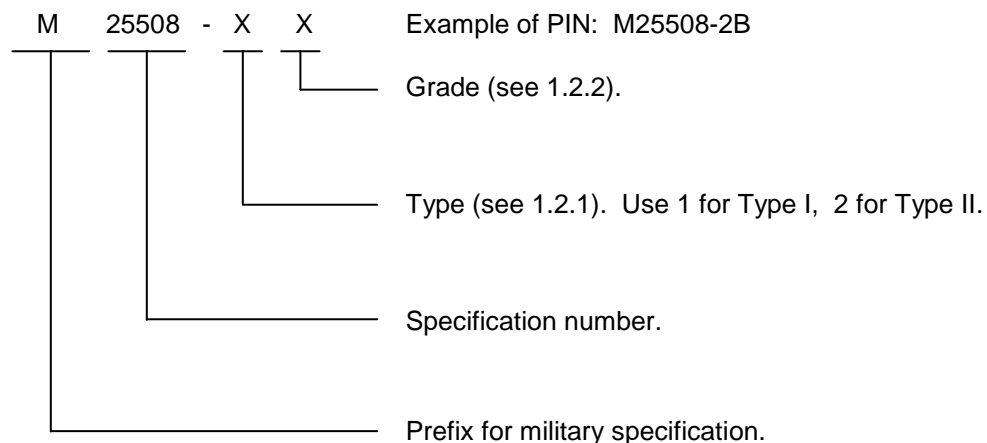 M 25508 - X X Example of PIN: M25508-2B
Grade (see 1.2.2).
Type (see 1.2.1). Use 1 for Type I, 2 for Type II.
Specification number.
Prefix for military specification.